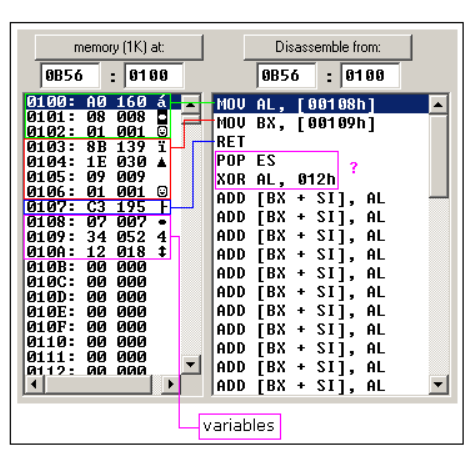 memory (1K) at:
Disassemble from:
0B56 : 0100
0B56 : 0100
0100: A0 160 á
0101: 08 008 ◘
0102: 01 001 ☺
0103: 8B 139 ï
0104: 1E 030 ▲
0105: 09 009
0106: 01 001 ☺
0107: C3 195 ├
0108: 07 007 •
0109: 34 052 4
010A: 12 018 ↕
010B: 00 000
010C: 00 000
010D: 00 000
010E: 00 000
010F: 00 000
0110: 00 000
0111: 00 000
0112: 00 000
MOV AL, [00108h]
MOV BX, [00109h]
RET
POP ES
XOR AL, 012h
?
ADD [BX + SI], AL
ADD [BX + SI], AL
ADD [BX + SI], AL
ADD [BX + SI], AL
ADD [BX + SI], AL
ADD [BX + SI], AL
ADD [BX + SI], AL
ADD [BX + SI], AL
ADD [BX + SI], AL
ADD [BX + SI], AL
ADD [BX + SI], AL
variables